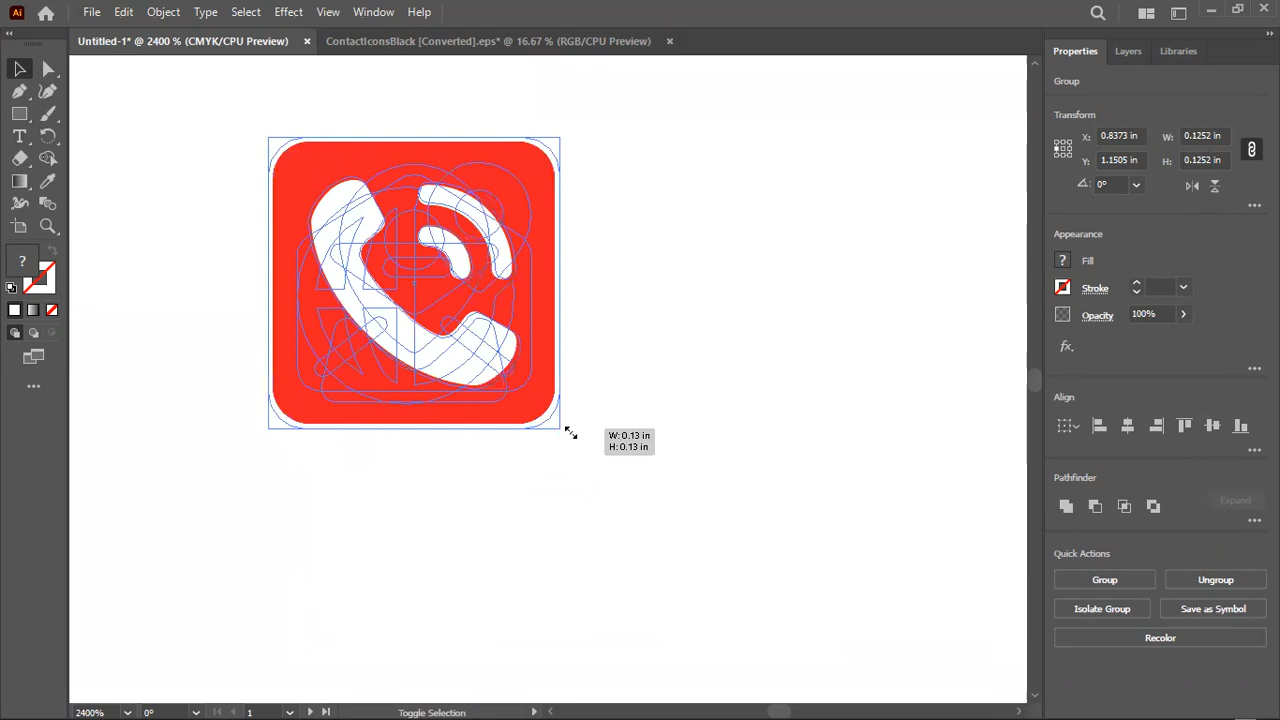 Ai File Edit Object Type Select Effect View Window Help
Untitled-1* @ 2400 % (CMYK/CPU Preview) × ContactIconsBlack [Converted].eps* @ 16.67 % (RGB/CPU Preview) ×
Properties Layers Libraries
Group
Transform
X: 0.8373 in W: 0.1252 in
Y: 1.1505 in H: 0.1252 in
0°
Appearance
? Fill
Stroke
Opacity 100%
fx.
Align
Pathfinder
Expand
Quick Actions
Group Ungroup
Isolate Group Save as Symbol
Recolor
?
W: 0.13 in
H: 0.13 in
2400% 0° 1 Toggle Selection